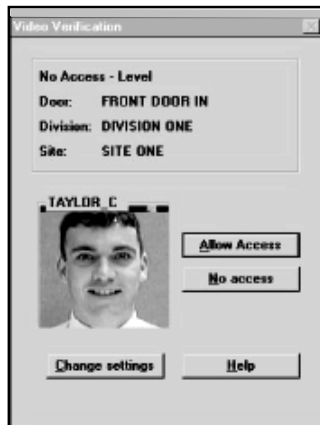 Video Verification
No Access - Level
Door: FRONT DOOR IN
Division: DIVISION ONE
Site: SITE ONE
TAYLOR_C
Allow Access
No access
Change settings
Help